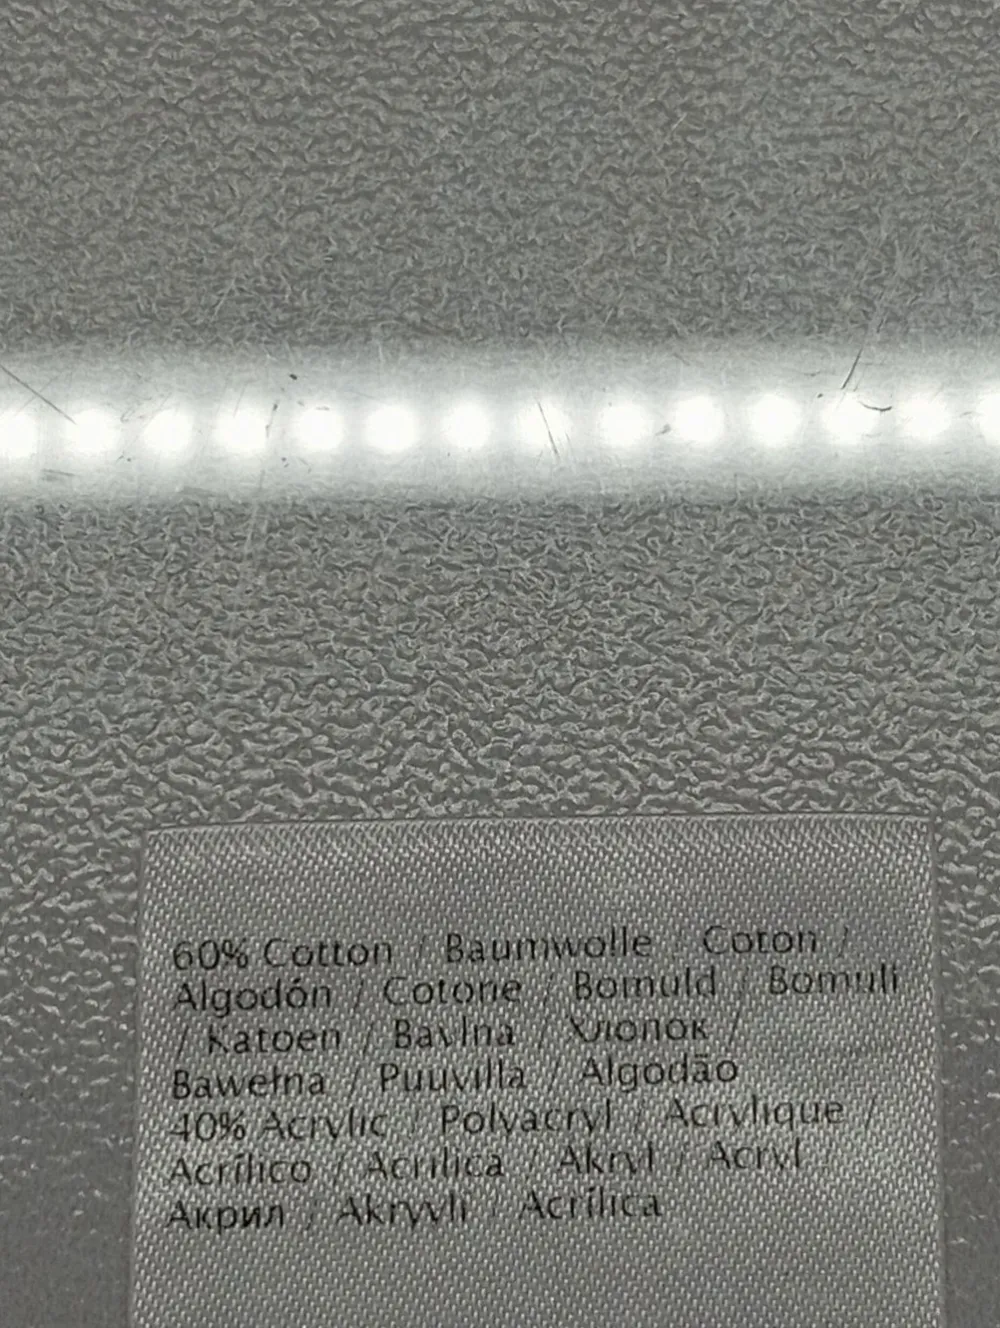 60% Cotton / Baumwolle / Coton /
Algodón / Cotone / Bomuld / Bomull
/ Katoen / Bavlna / Хлопок /
Bawełna / Puuvilla / Algodão
40% Acrylic / Polyacryl / Acrylique /
Acrílico / Acrilica / Akryl / Acryl /
Акрил / Akryyli / Acrílica